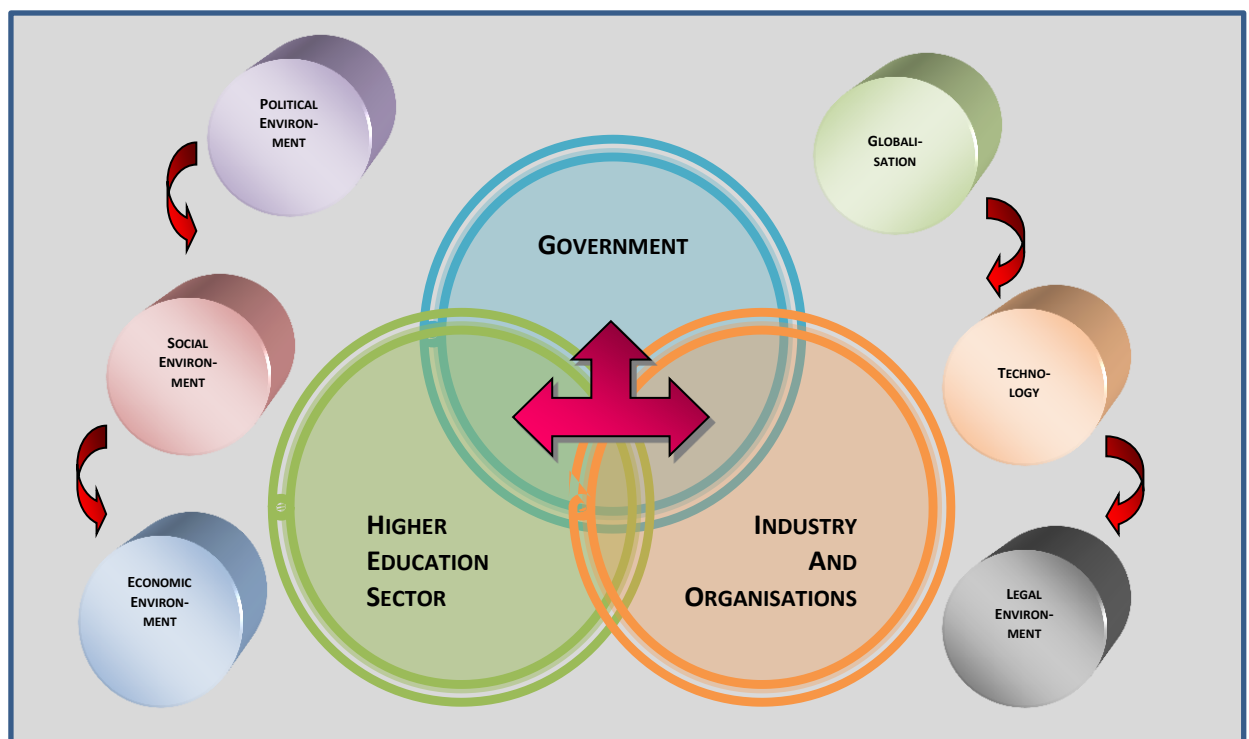 POLITICAL
ENVIRON-
MENT
GLOBALI-
SATION
GOVERNMENT
SOCIAL
ENVIRON-
MENT
TECHNO-
LOGY
HIGHER
EDUCATION
SECTOR
INDUSTRY
AND
ORGANISATIONS
ECONOMIC
ENVIRON-
MENT
LEGAL
ENVIRON-
MENT